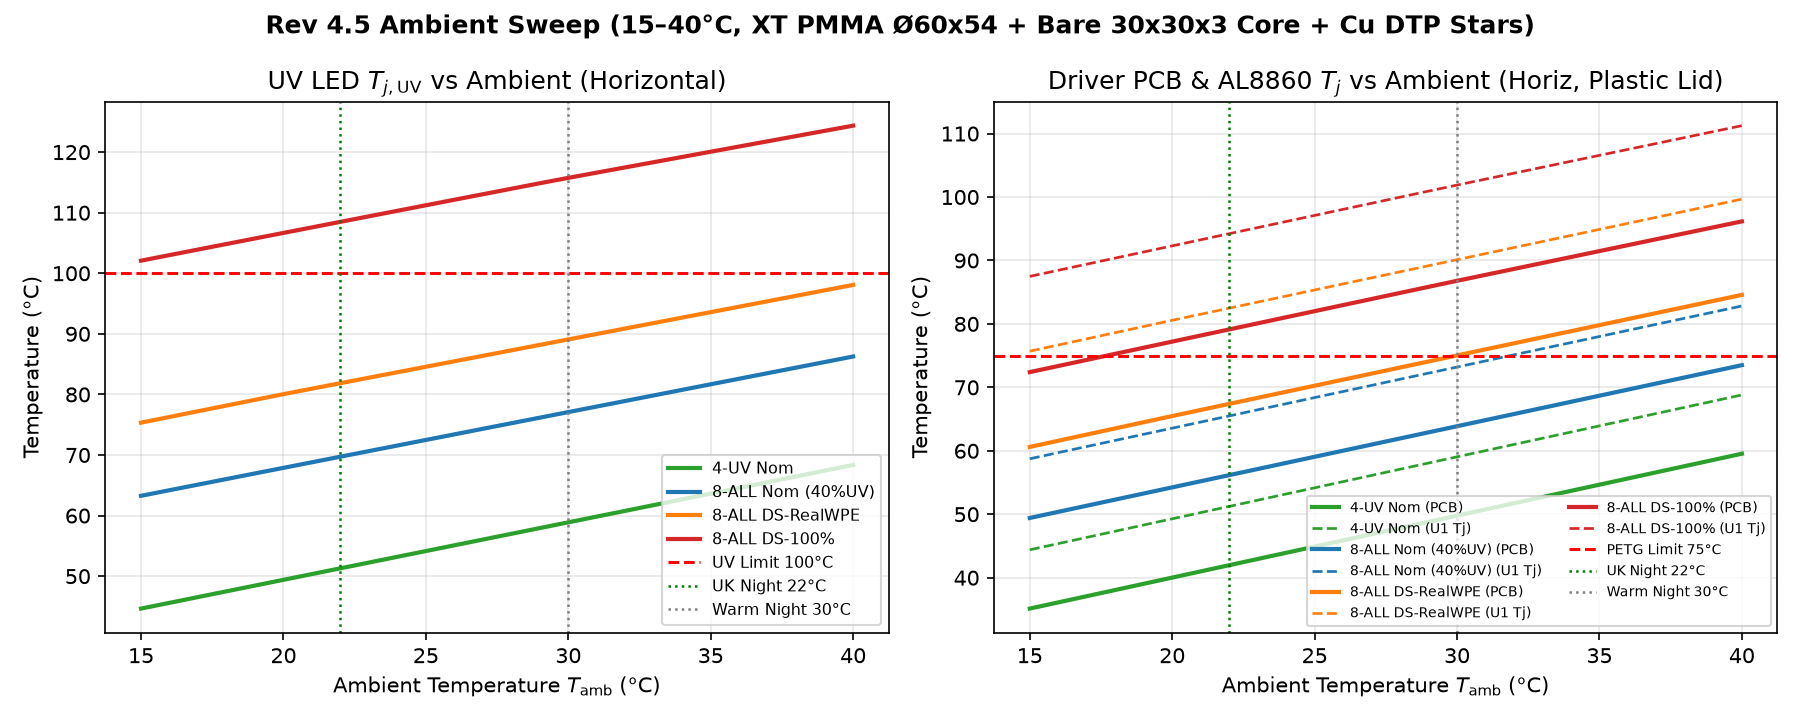 Rev 4.5 Ambient Sweep (15–40°C, XT PMMA Ø60x54 + Bare 30x30x3 Core + Cu DTP Stars)
UV LED Tj, UV vs Ambient (Horizontal)
Temperature (°C)
120
110
100
90
80
70
60
50
15 20 25 30 35 40
Ambient Temperature Tamb (°C)
4-UV Nom
8-ALL Nom (40%UV)
8-ALL DS-RealWPE
8-ALL DS-100%
UV Limit 100°C
UK Night 22°C
Warm Night 30°C
Driver PCB & AL8860 Tj vs Ambient (Horiz, Plastic Lid)
Temperature (°C)
110
100
90
80
70
60
50
40
15 20 25 30 35 40
Ambient Temperature Tamb (°C)
4-UV Nom (PCB)
4-UV Nom (U1 Tj)
8-ALL Nom (40%UV) (PCB)
8-ALL Nom (40%UV) (U1 Tj)
8-ALL DS-RealWPE (PCB)
8-ALL DS-RealWPE (U1 Tj)
8-ALL DS-100% (PCB)
8-ALL DS-100% (U1 Tj)
PETG Limit 75°C
UK Night 22°C
Warm Night 30°C